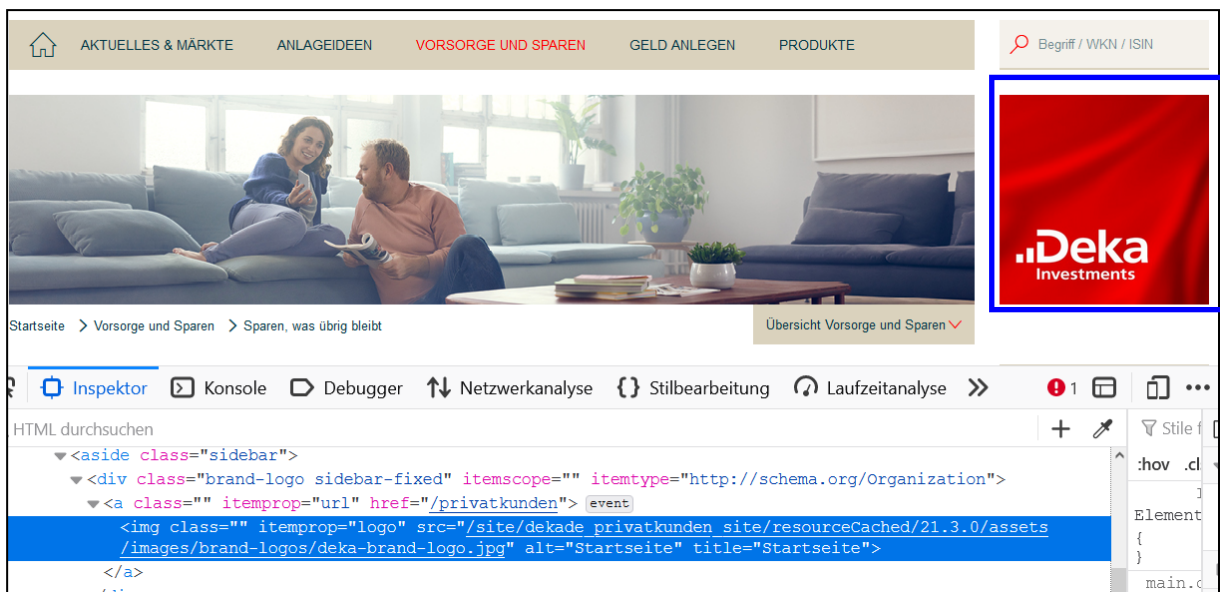 AKTUELLES & MÄRKTE ANLAGEIDEEN VORSORGE UND SPAREN GELD ANLEGEN PRODUKTE Begriff / WKN / ISIN
Deka
Investments
Startseite Vorsorge und Sparen Sparen, was übrig bleibt Übersicht Vorsorge und Sparen
Inspektor Konsole Debugger Netzwerkanalyse {} Stilbearbeitung Laufzeitanalyse 1
HTML durchsuchen Stile f
<aside class="sidebar"> :hov .cl
<div class="brand-logo sidebar-fixed" itemscope="" itemtype="http://schema.org/Organization">
<a class="" itemprop="url" href="/privatkunden"> event
Element
<img class="" itemprop="logo" src="/site/dekade_privatkunden_site/resourceCached/21.3.0/assets
{
/images/brand-logos/deka-brand-logo.jpg" alt="Startseite" title="Startseite">
}
</a>
main.c